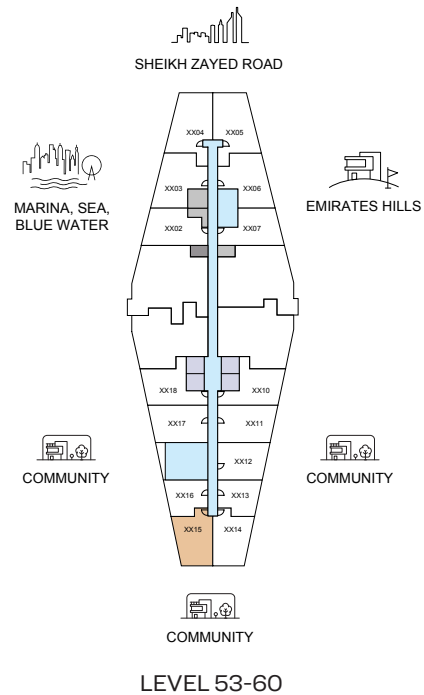 SHEIKH ZAYED ROAD
XX04 XX05
XX03 XX06
MARINA, SEA,
BLUE WATER
EMIRATES HILLS
XX02 XX07
XX18 XX10
XX17 XX11
XX12
COMMUNITY
COMMUNITY
XX16 XX13
XX15 XX14
COMMUNITY
LEVEL 53-60